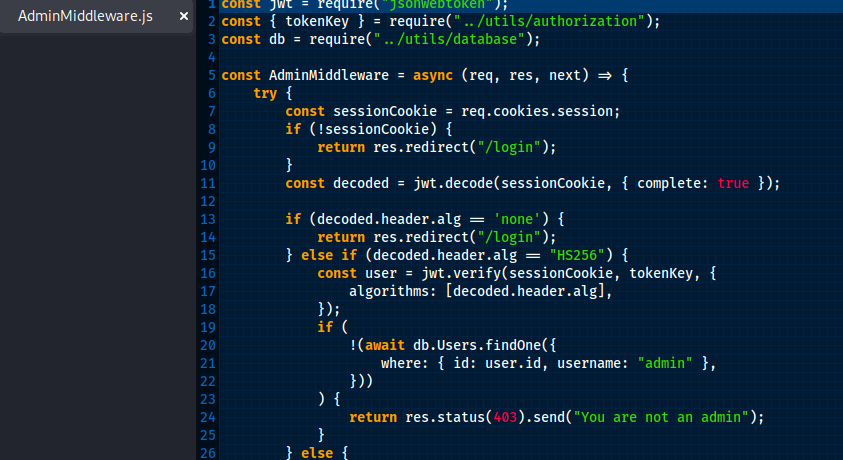 AdminMiddleware.js ×
1 const jwt = require("jsonwebtoken");
2 const { tokenKey } = require("../utils/authorization");
3 const db = require("../utils/database");
4
5 const AdminMiddleware = async (req, res, next) => {
6     try {
7         const sessionCookie = req.cookies.session;
8         if (!sessionCookie) {
9             return res.redirect("/login");
10         }
11         const decoded = jwt.decode(sessionCookie, { complete: true });
12
13         if (decoded.header.alg == 'none') {
14             return res.redirect("/login");
15         } else if (decoded.header.alg == "HS256") {
16             const user = jwt.verify(sessionCookie, tokenKey, {
17                 algorithms: [decoded.header.alg],
18             });
19             if (
20                 !(await db.Users.findOne({
21                     where: { id: user.id, username: "admin" },
22                 }))
23             ) {
24                 return res.status(403).send("You are not an admin");
25             }
26         } else {